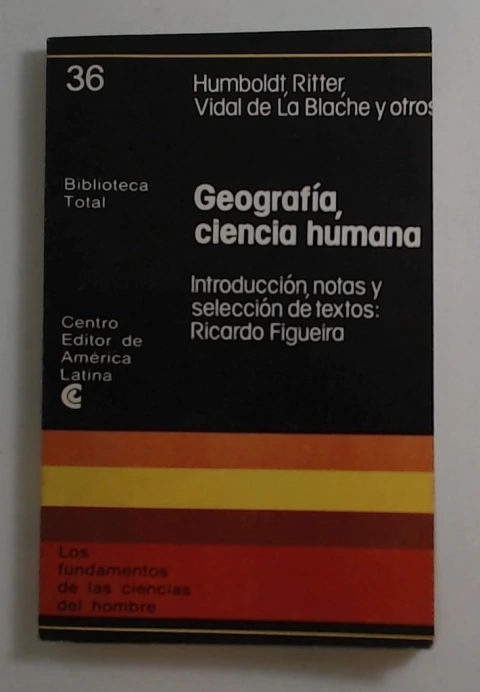 36
Humboldt, Ritter,
Vidal de La Blache y otros
Biblioteca
Total
Geografía,
ciencia humana
Introducción, notas y
selección de textos:
Ricardo Figueira
Centro
Editor de
América
Latina
Los
fundamentos
de las ciencias
del hombre